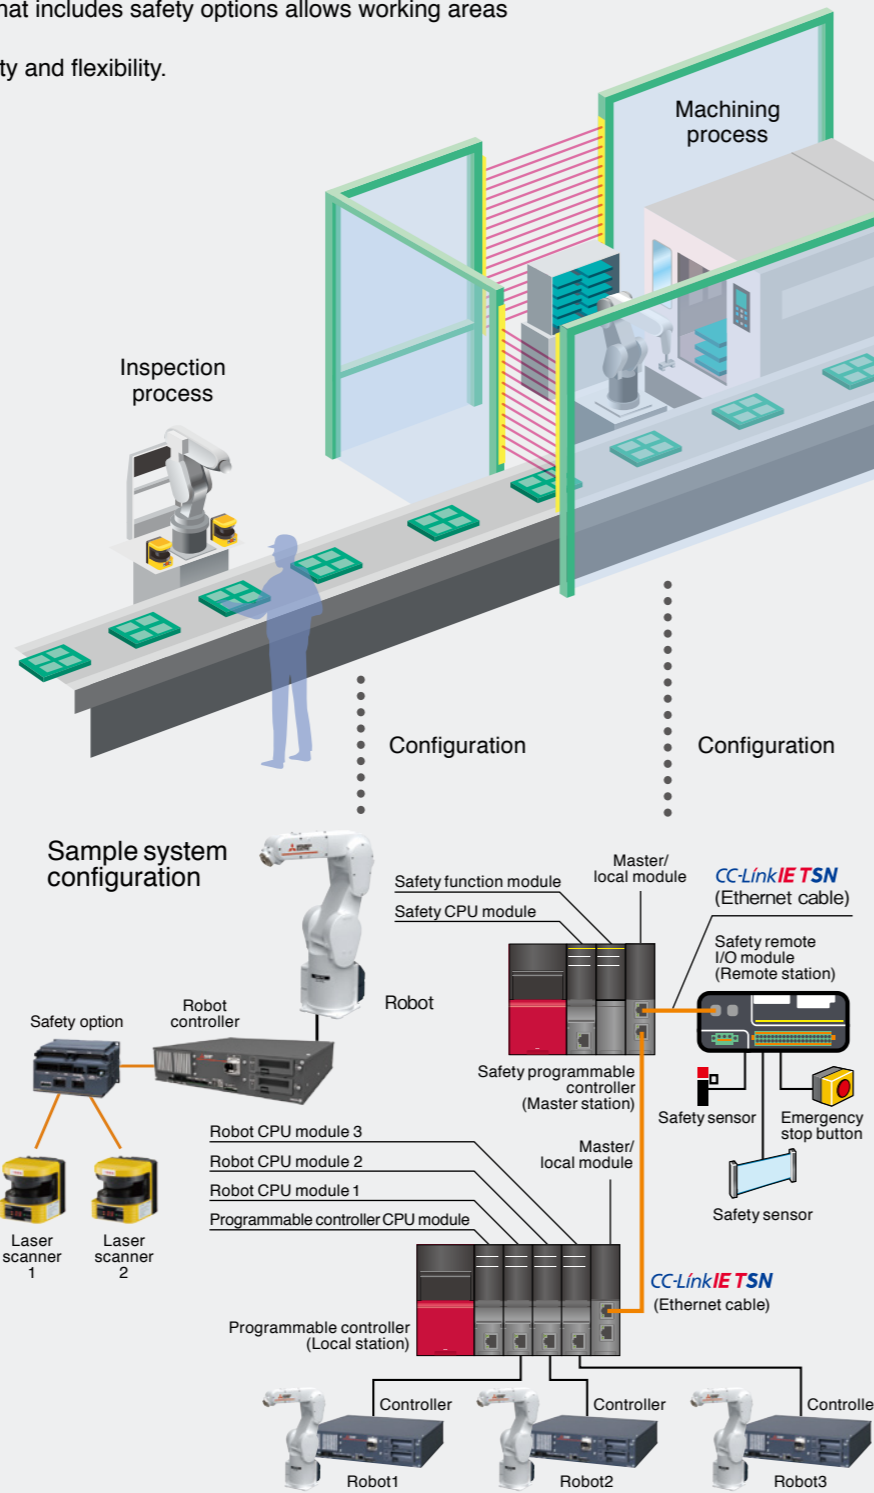 that includes safety options allows working areas
ty and flexibility.
Machining
process
Inspection
process
Configuration
Configuration
Sample system
configuration
Safety function module
Safety CPU module
Master/
local module
CC-Link IE TSN
(Ethernet cable)
Safety remote
I/O module
(Remote station)
Safety option
Robot
controller
Robot
Safety programmable
controller
(Master station)
Safety sensor
Emergency
stop button
Safety sensor
Laser
scanner
1
Laser
scanner
2
Robot CPU module 3
Robot CPU module 2
Robot CPU module 1
Programmable controller CPU module
Master/
local module
CC-Link IE TSN
(Ethernet cable)
Programmable controller
(Local station)
Controller
Controller
Controlle
Robot1
Robot2
Robot3